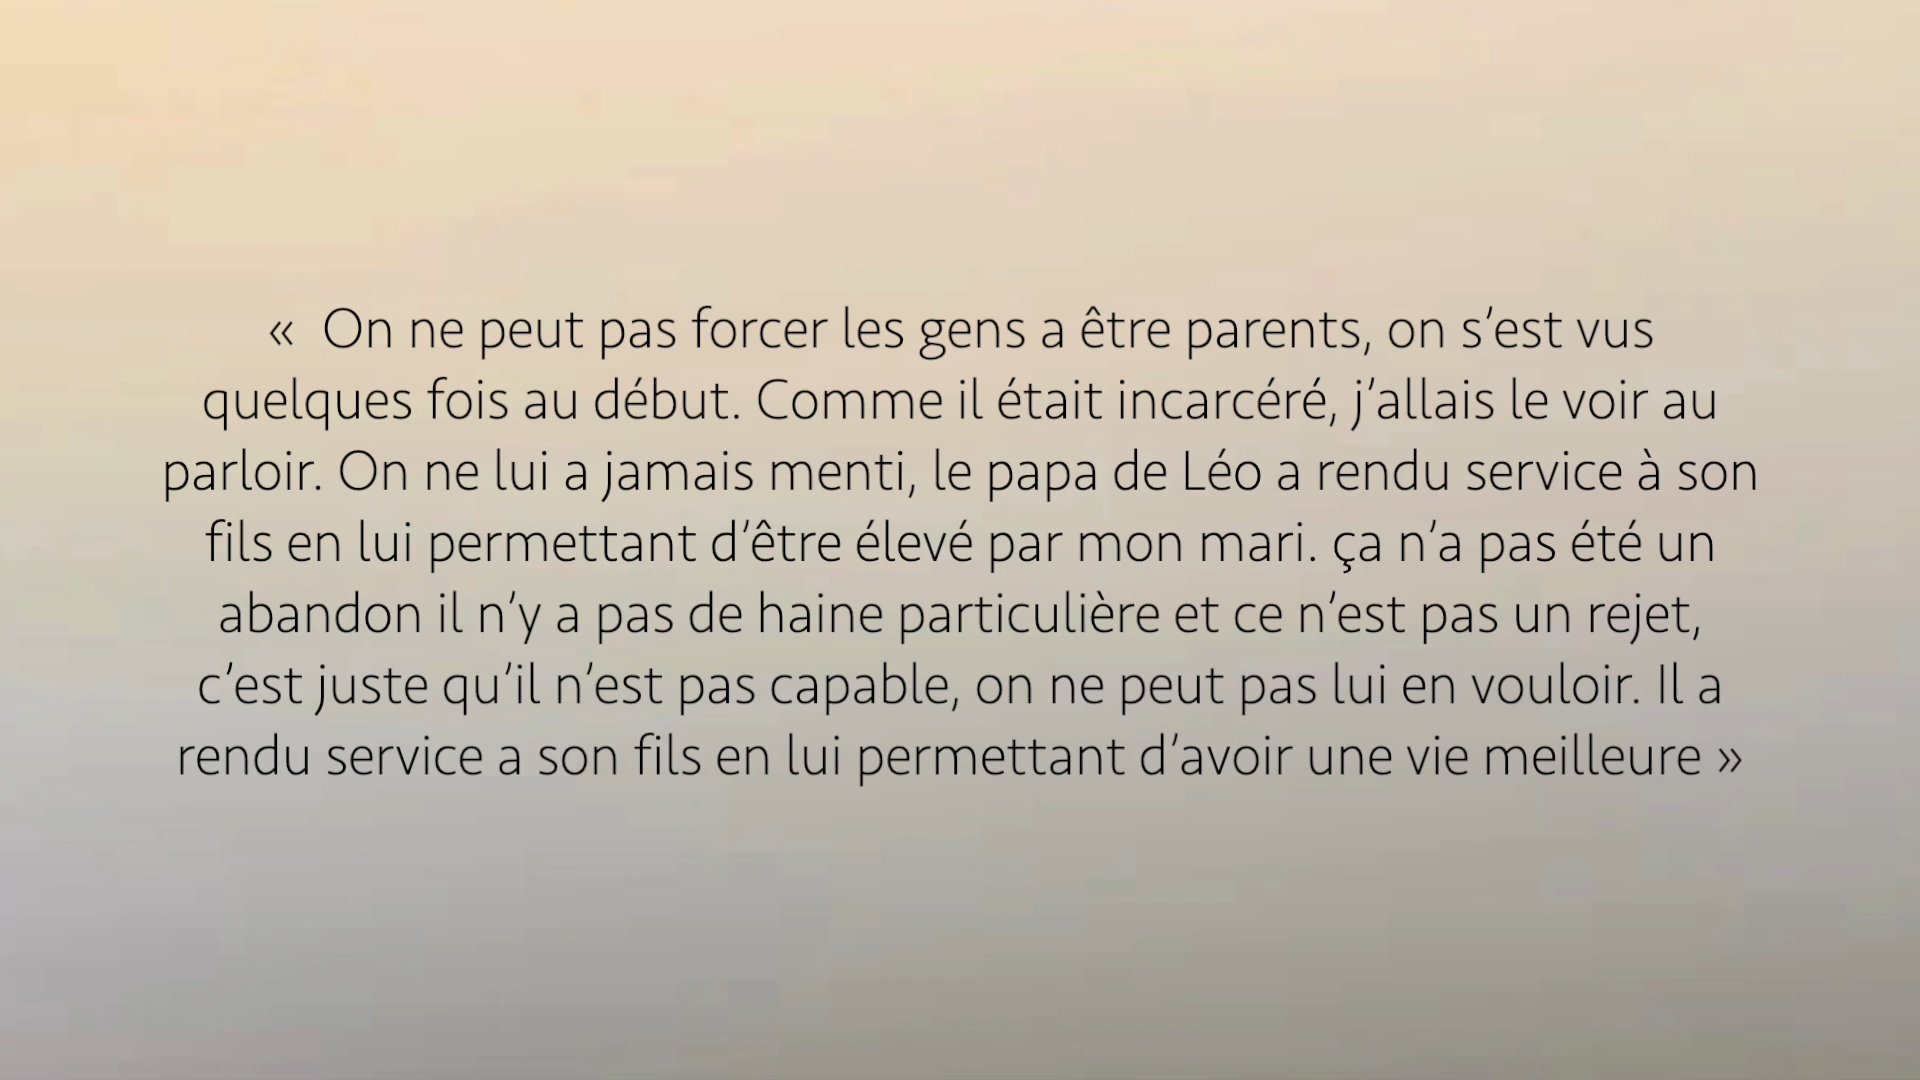 «  On ne peut pas forcer les gens a être parents, on s’est vus
quelques fois au début. Comme il était incarcéré, j’allais le voir au
parloir. On ne lui a jamais menti, le papa de Léo a rendu service à son
fils en lui permettant d’être élevé par mon mari. ça n’a pas été un
abandon il n’y a pas de haine particulière et ce n’est pas un rejet,
c’est juste qu’il n’est pas capable, on ne peut pas lui en vouloir. Il a
rendu service a son fils en lui permettant d’avoir une vie meilleure »